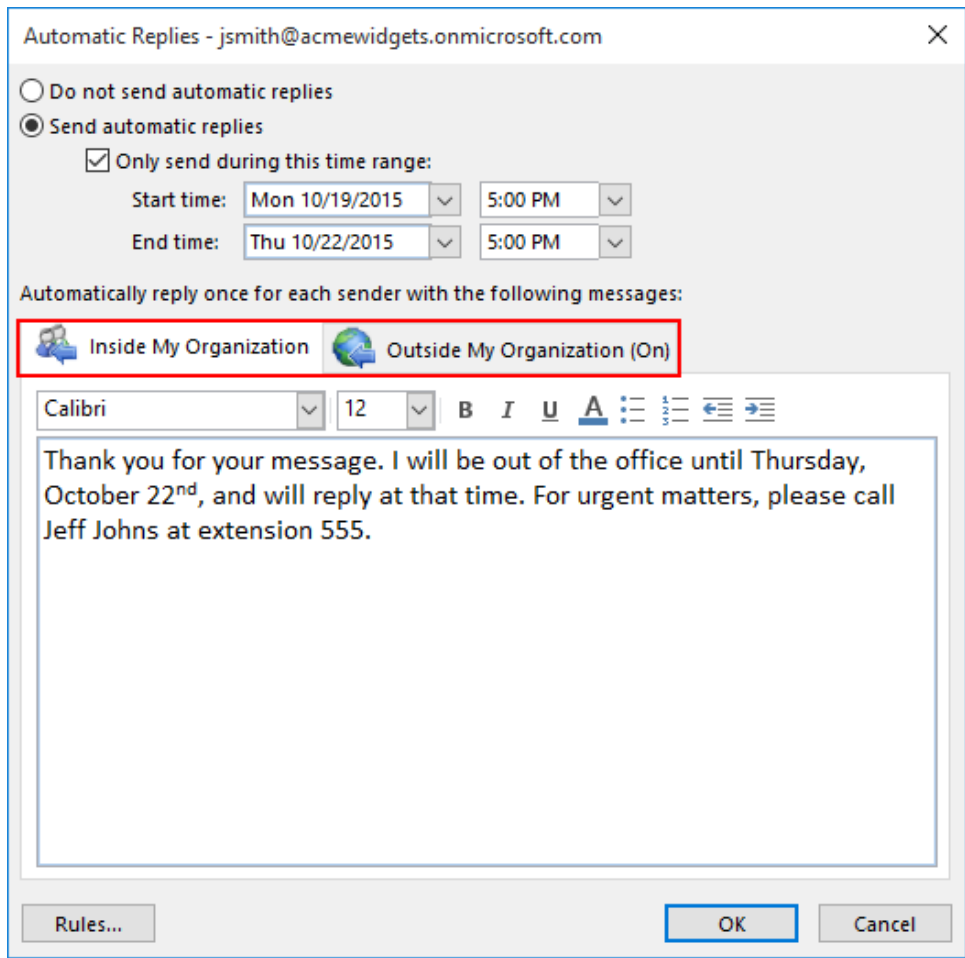 Automatic Replies - jsmith@acmewidgets.onmicrosoft.com
Do not send automatic replies
Send automatic replies
Only send during this time range:
Start time: Mon 10/19/2015 5:00 PM
End time: Thu 10/22/2015 5:00 PM
Automatically reply once for each sender with the following messages:
Inside My Organization Outside My Organization (On)
Calibri 12 B I U A
Thank you for your message. I will be out of the office until Thursday,
October 22nd, and will reply at that time. For urgent matters, please call
Jeff Johns at extension 555.
Rules... OK Cancel